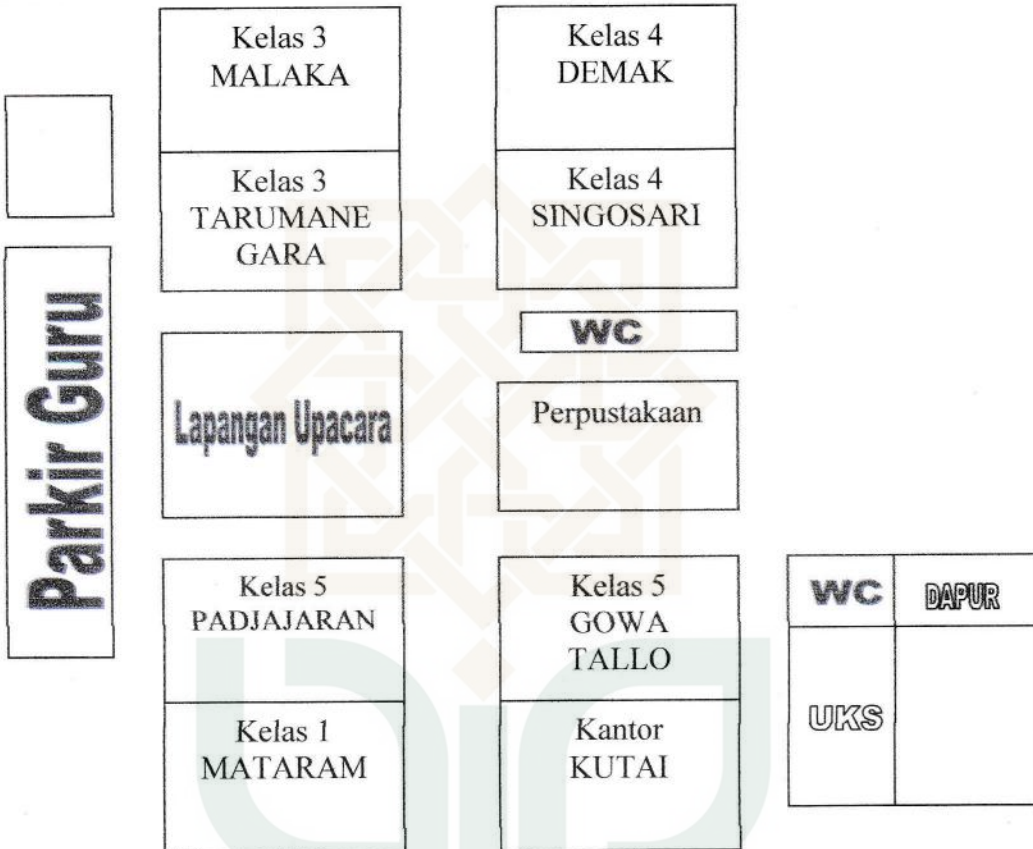 Kelas 3
MALAKA
Kelas 4
DEMAK
Kelas 3
TARUMANE
GARA
Kelas 4
SINGOSARI
WC
Parkir Guru
Lapangan Upacara
Perpustakaan
Kelas 5
PADJAJARAN
Kelas 5
GOWA
TALLO
WC
DAPUR
Kelas 1
MATARAM
Kantor
KUTAI
UKS